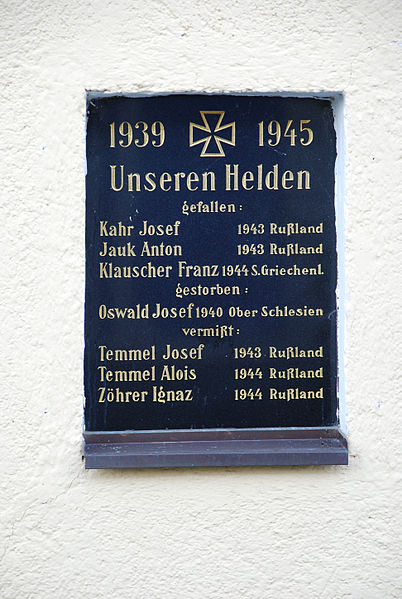 1939 1945
Unseren Helden
gefallen:
Kahr Josef 1943 Rußland
Jauk Anton 1943 Rußland
Klauscher Franz 1944 S.Griechenl.
gestorben:
Oswald Josef 1940 Ober Schlesien
vermißt:
Temmel Josef 1943 Rußland
Temmel Alois 1944 Rußland
Zöhrer Ignaz 1944 Rußland